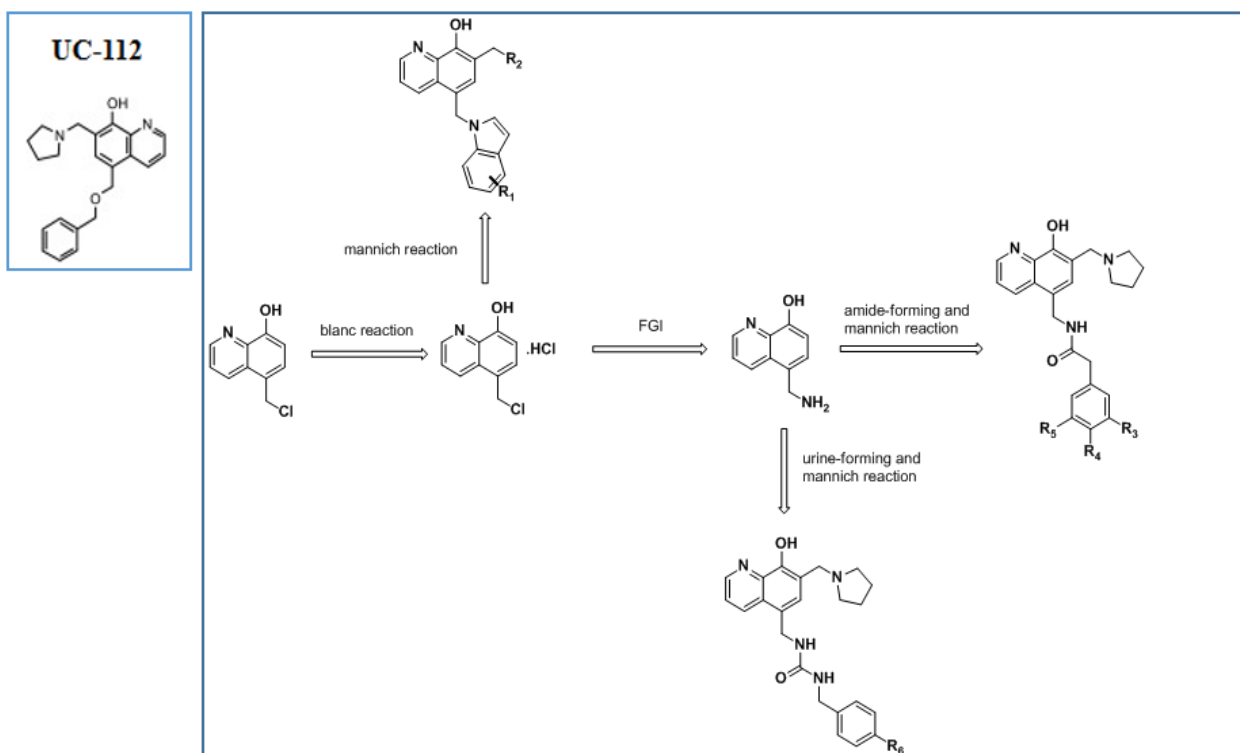 UC-112
OH
N
N
O
OH
N
R2
N
R1
mannich reaction
OH
N
Cl
blanc reaction
OH
N
.HCl
Cl
FGI
OH
N
NH2
amide-forming and
mannich reaction
OH
N
N
NH
O
R5
R3
R4
urine-forming and
mannich reaction
OH
N
N
NH
O
NH
R6